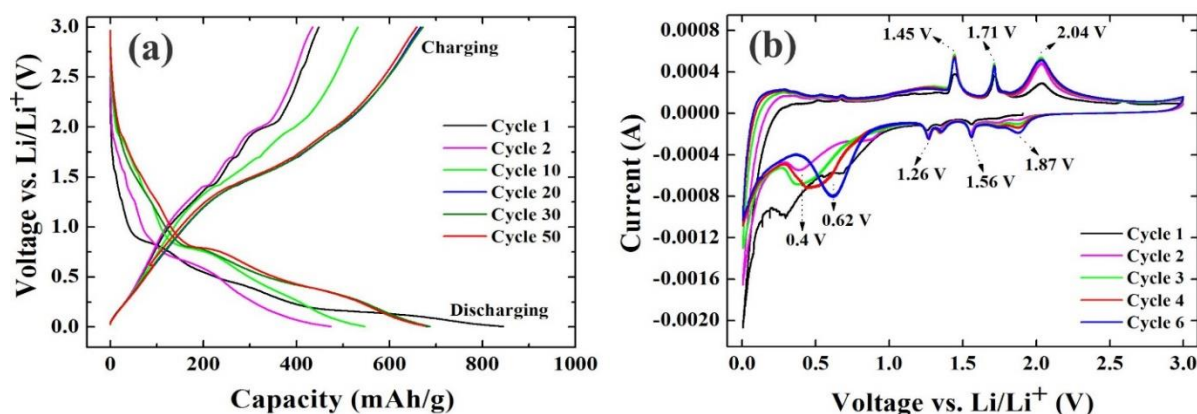 (a)
3.0
2.5
2.0
1.5
1.0
0.5
0.0
Voltage vs. Li/Li⁺(V)
Charging
Cycle 1
Cycle 2
Cycle 10
Cycle 20
Cycle 30
Cycle 50
Discharging
0
200
400
600
800
1000
Capacity (mAh/g)
(b)
0.0008
0.0004
0.0000
-0.0004
-0.0008
-0.0012
-0.0016
-0.0020
Current (A)
1.45 V
1.71 V
2.04 V
1.26 V
1.56 V
1.87 V
0.62 V
0.4 V
Cycle 1
Cycle 2
Cycle 3
Cycle 4
Cycle 6
0.0
0.5
1.0
1.5
2.0
2.5
3.0
Voltage vs. Li/Li⁺ (V)